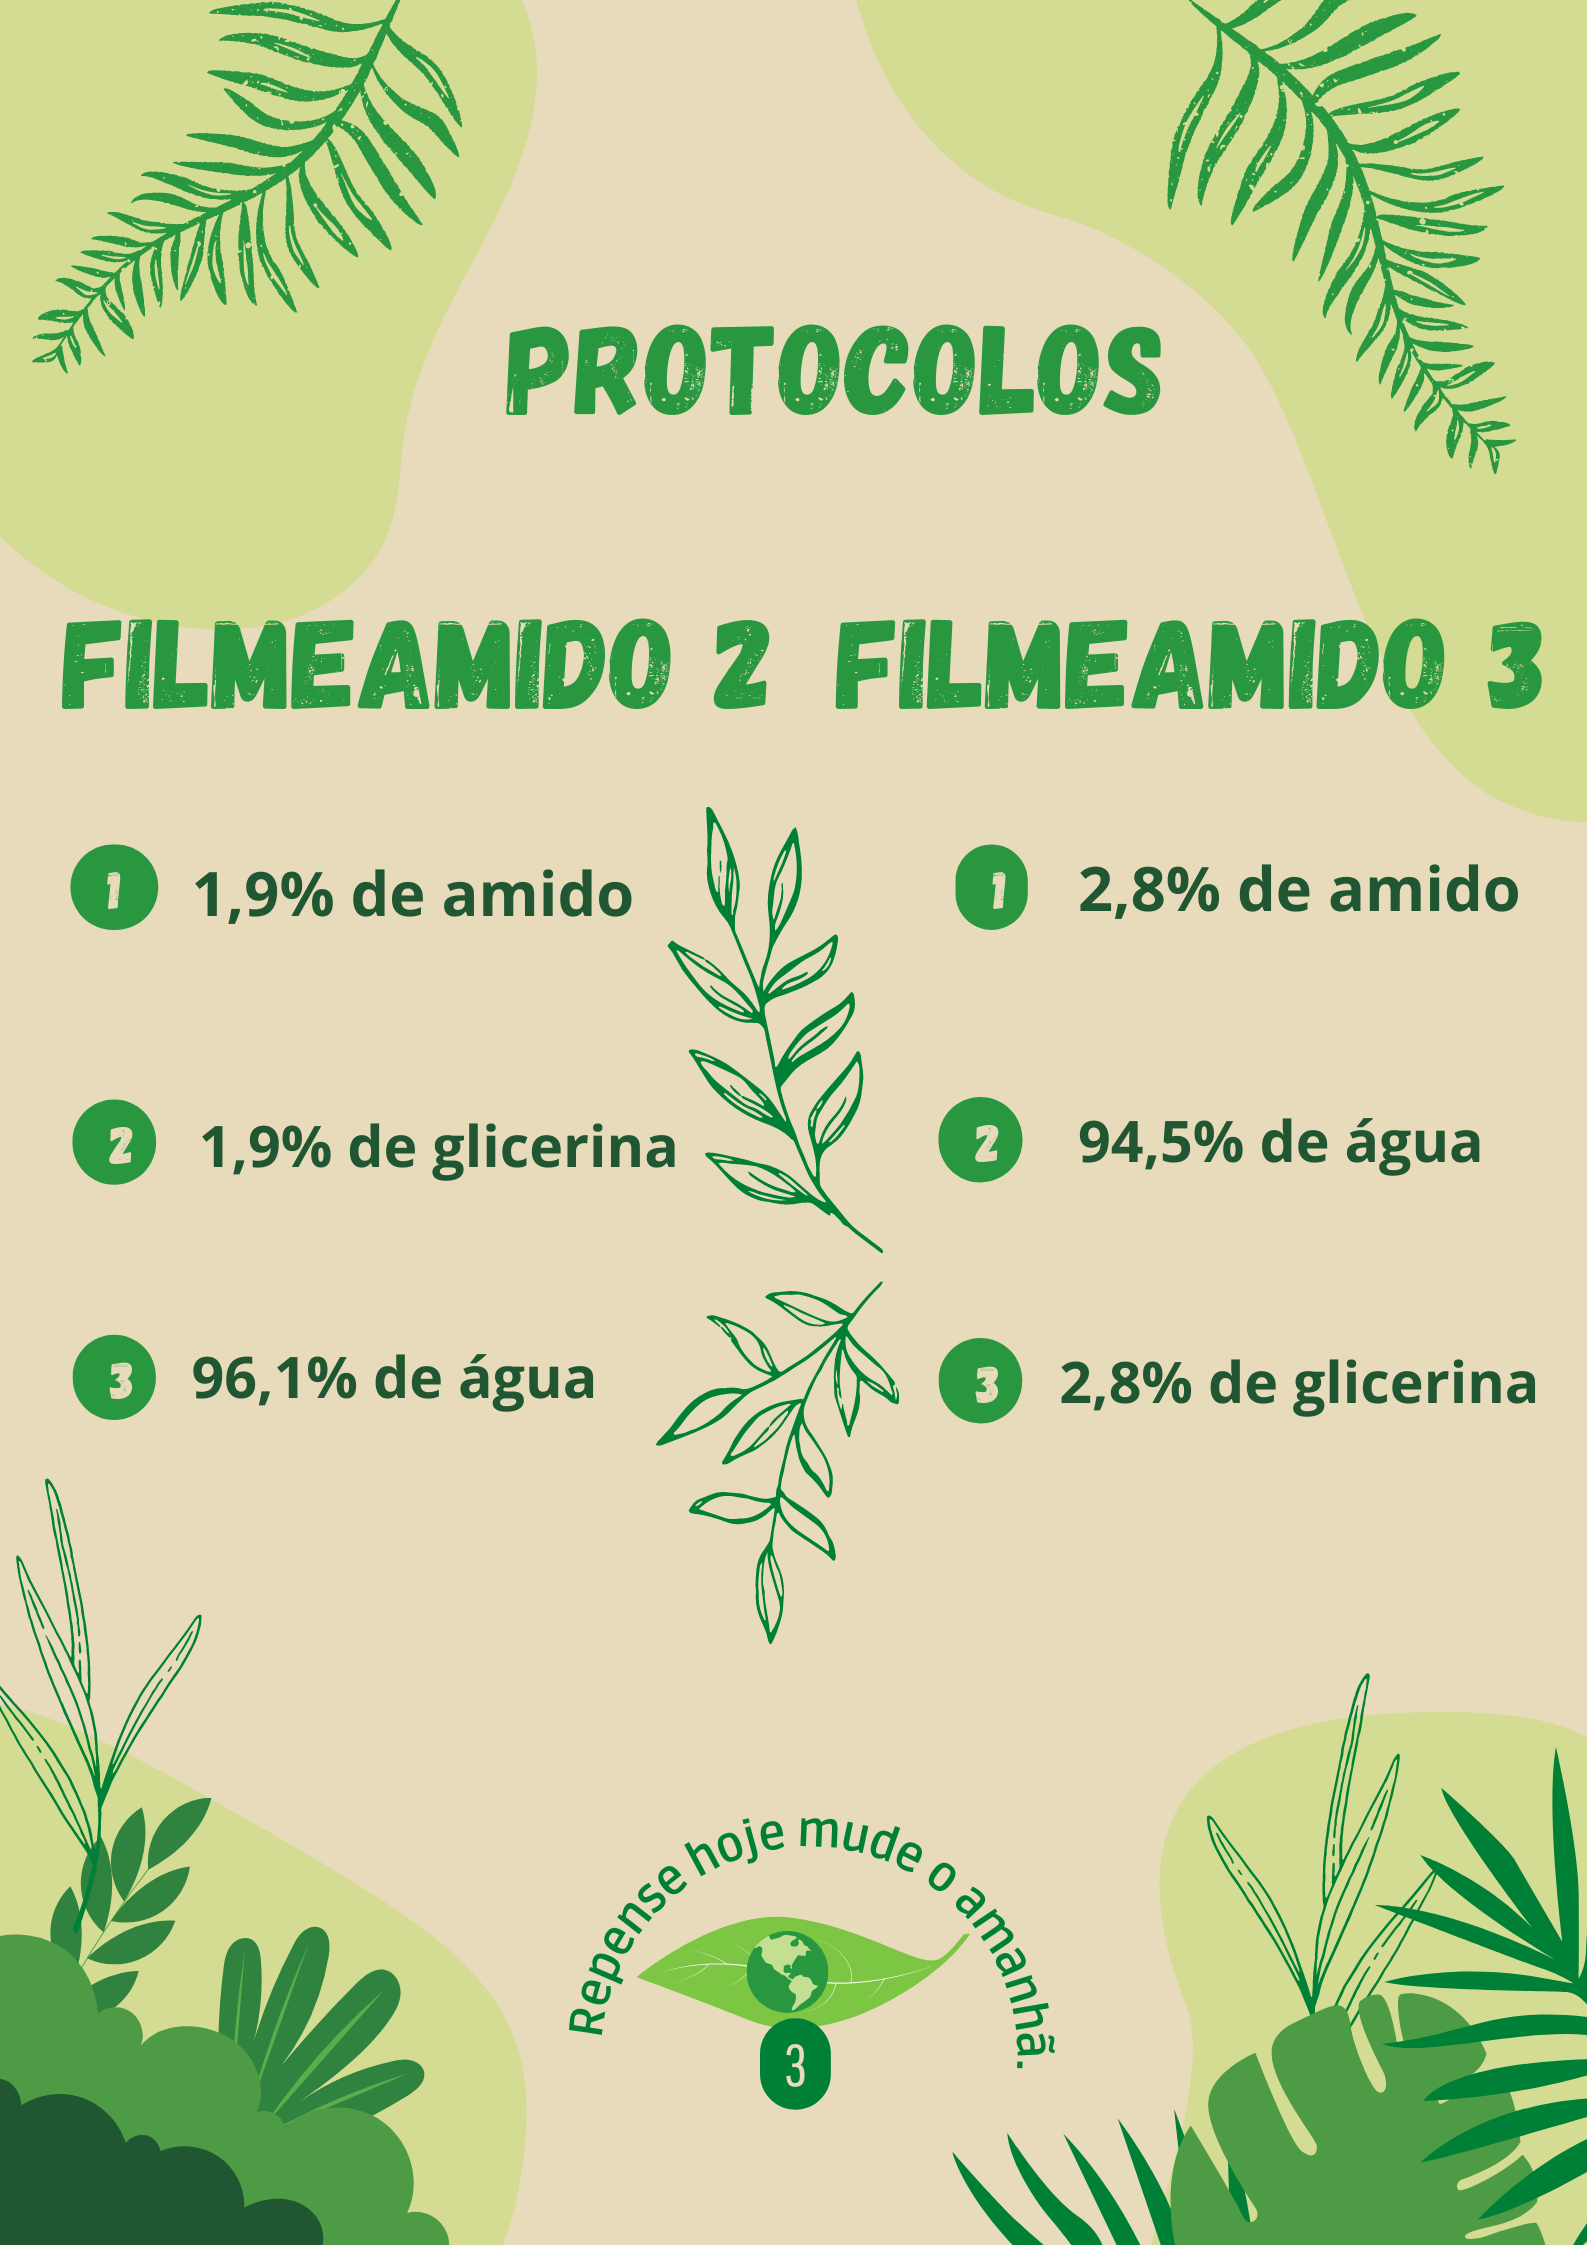 PROTOCOLOS
FILMEAMIDO 2
1 1,9% de amido
2 1,9% de glicerina
3 96,1% de água
FILMEAMIDO 3
1 2,8% de amido
2 94,5% de água
3 2,8% de glicerina
Repense hoje mude o amanhã.
3